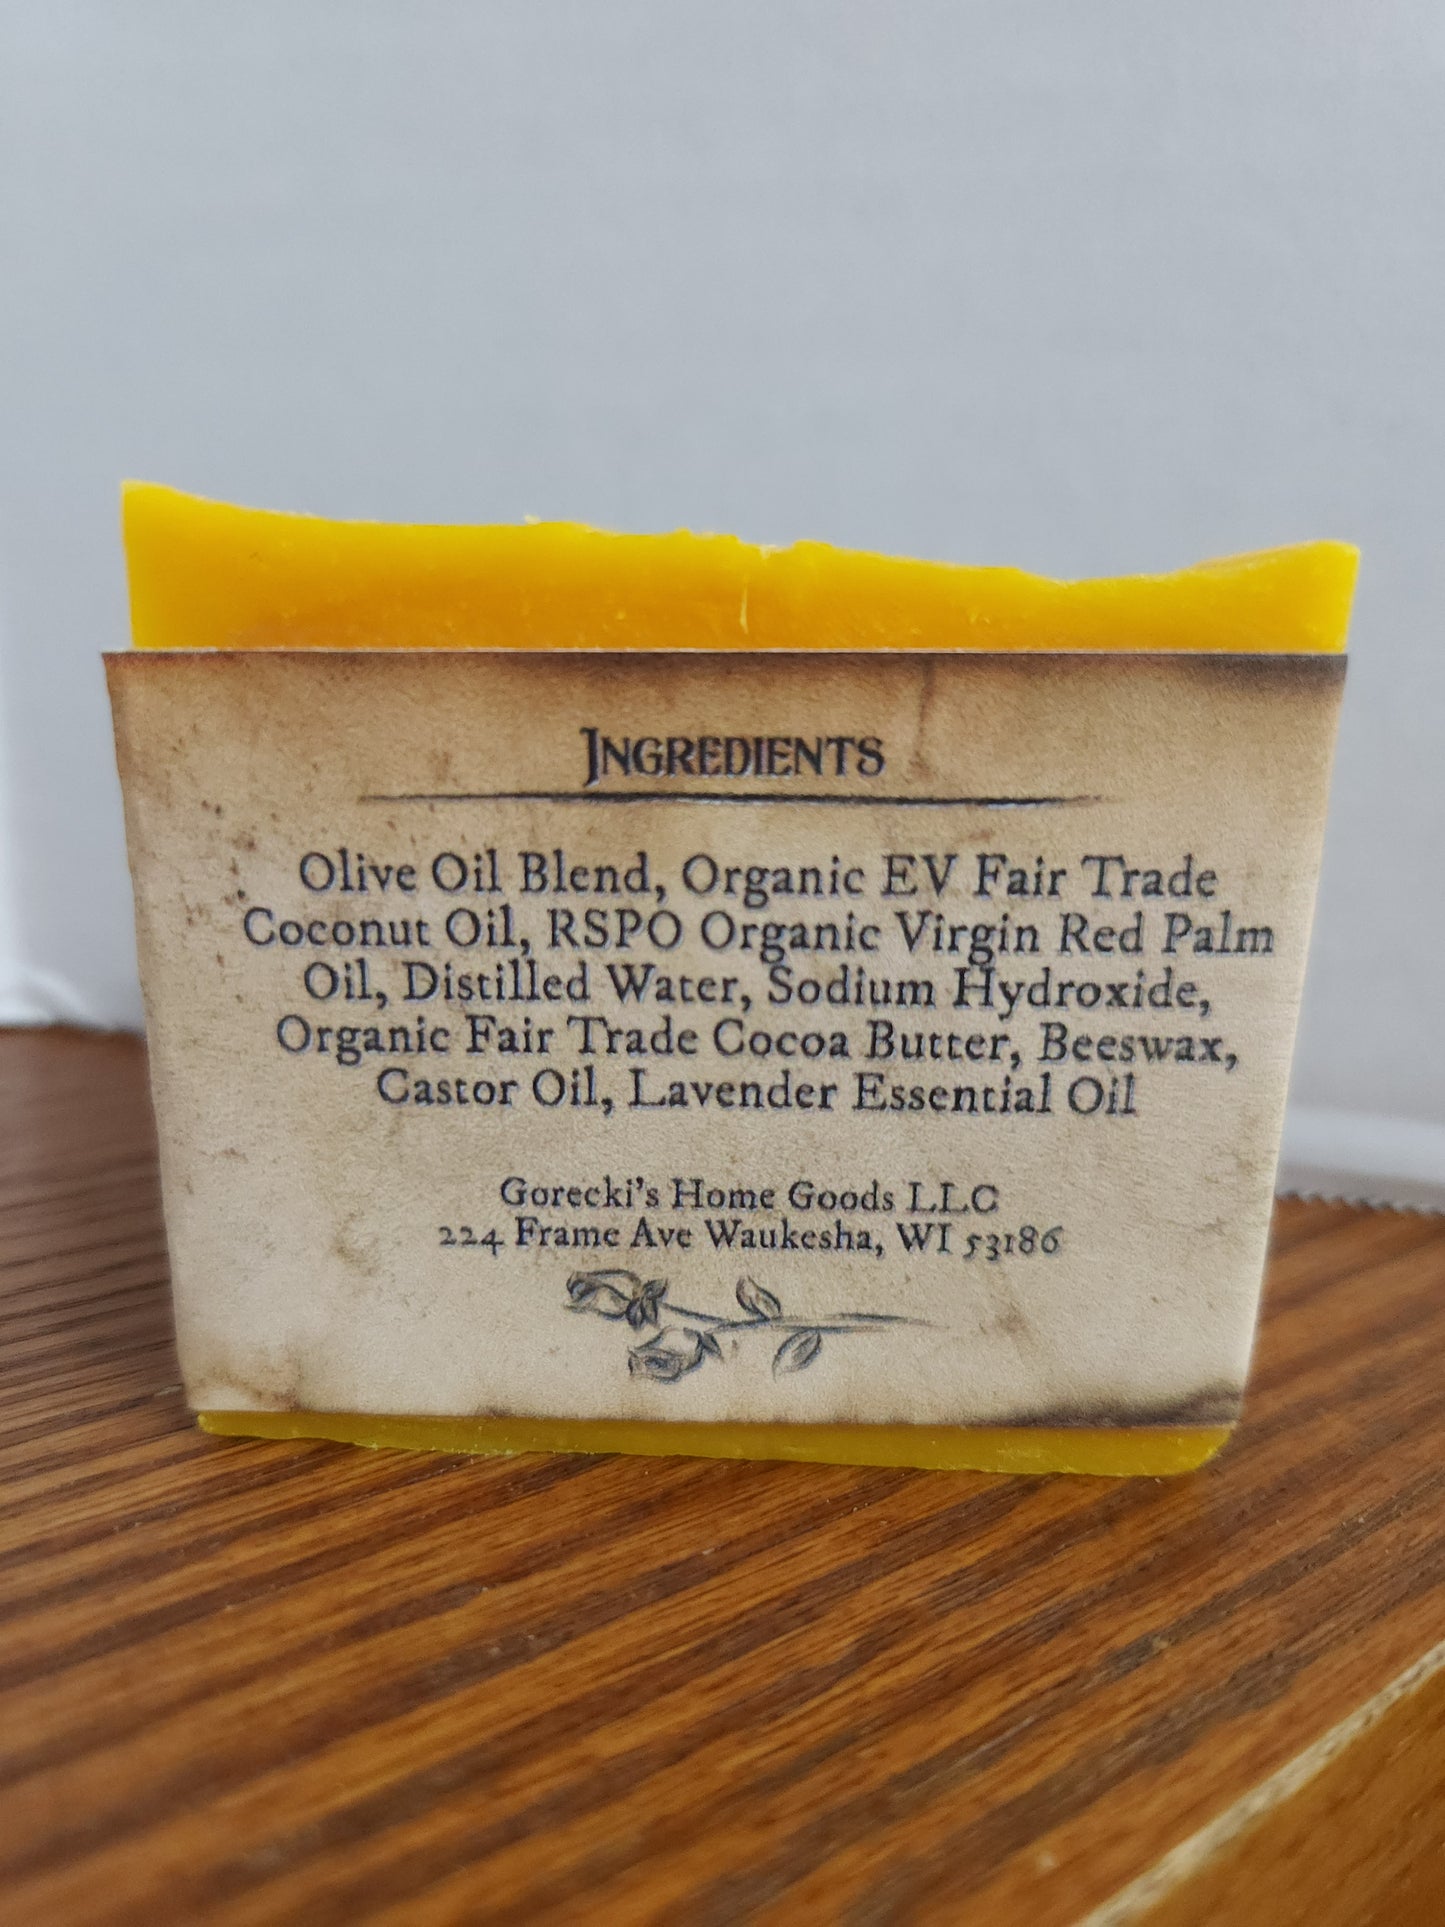 Ingredients
Olive Oil Blend, Organic EV Fair Trade
Coconut Oil, RSPO Organic Virgin Red Palm
Oil, Distilled Water, Sodium Hydroxide,
Organic Fair Trade Cocoa Butter, Beeswax,
Castor Oil, Lavender Essential Oil
Gorecki's Home Goods LLC
224 Frame Ave Waukesha, WI 53186